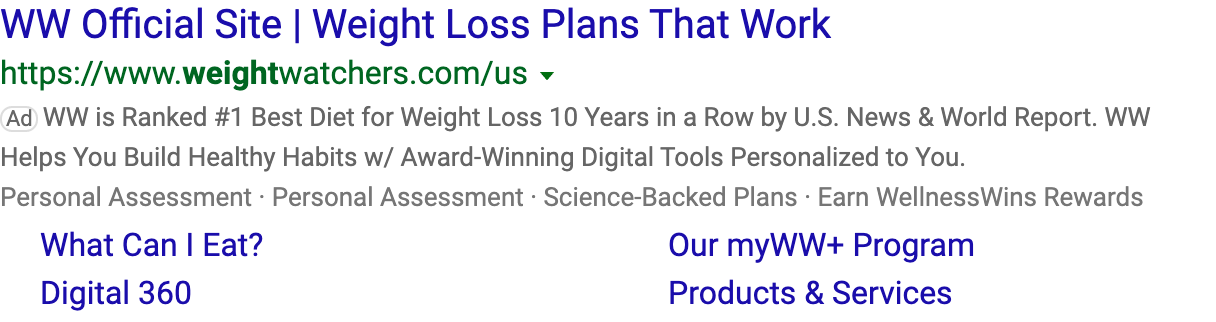 WW Official Site | Weight Loss Plans That Work
https://www.weightwatchers.com/us
Ad WW is Ranked #1 Best Diet for Weight Loss 10 Years in a Row by U.S. News & World Report. WW
Helps You Build Healthy Habits w/ Award-Winning Digital Tools Personalized to You.
Personal Assessment · Personal Assessment · Science-Backed Plans · Earn WellnessWins Rewards
What Can I Eat? Our myWW+ Program
Digital 360 Products & Services